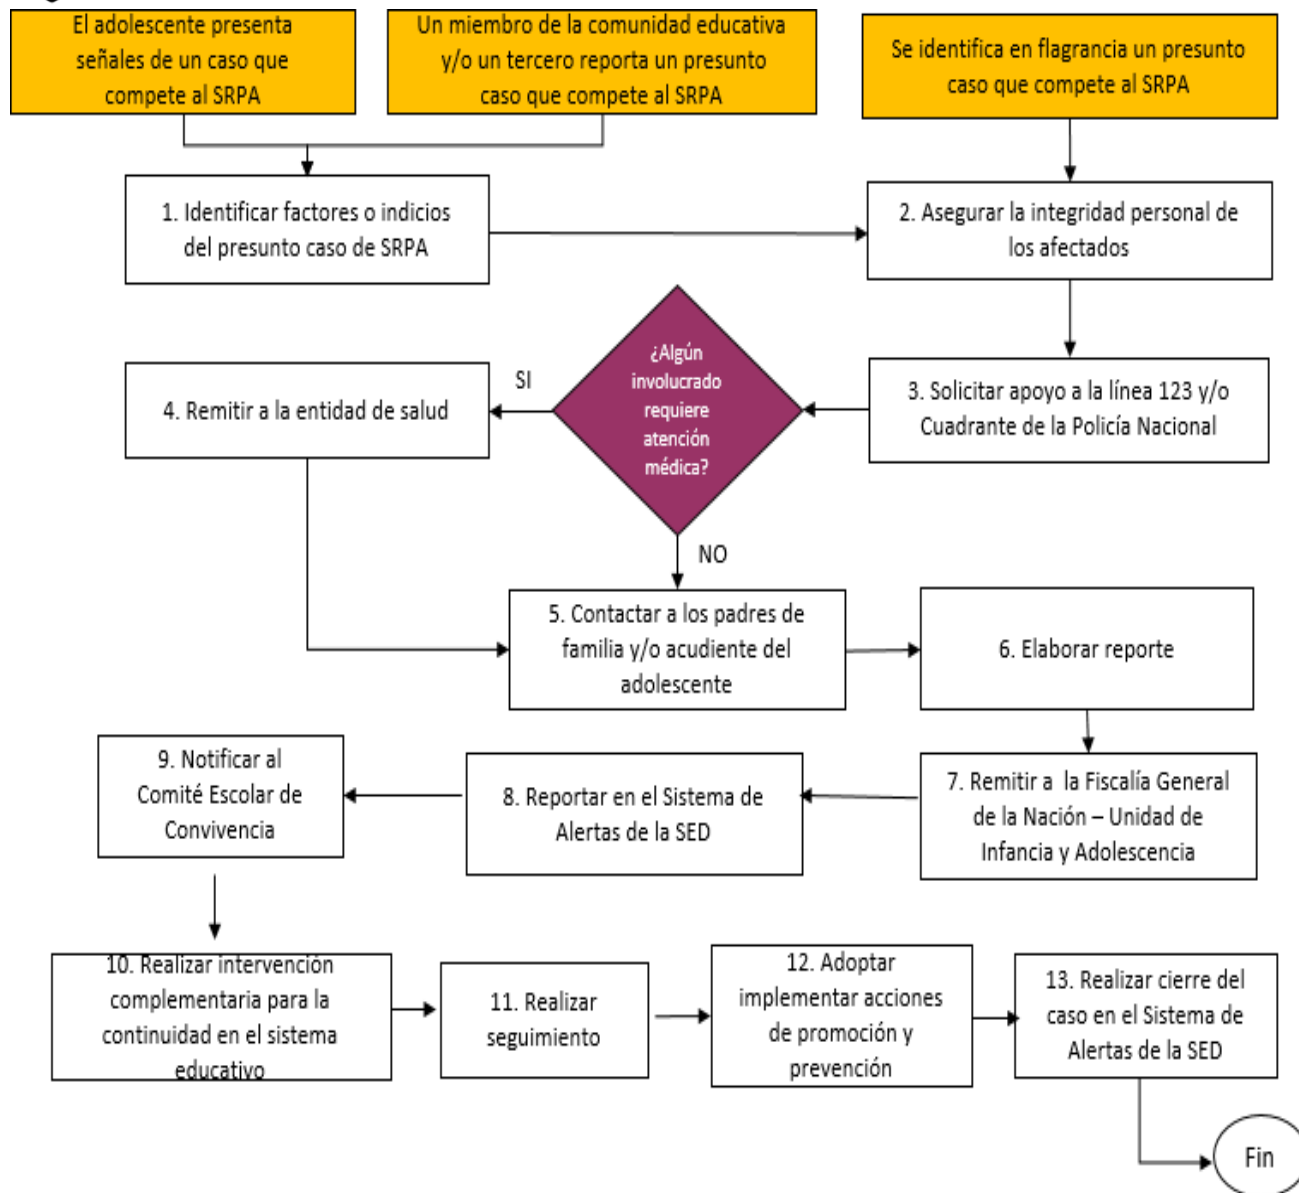 El adolescente presenta
señales de un caso que
compete al SRPA
Un miembro de la comunidad educativa
y/o un tercero reporta un presunto
caso que compete al SRPA
Se identifica en flagrancia un presunto
caso que compete al SRPA
1. Identificar factores o indicios
del presunto caso de SRPA
2. Asegurar la integridad personal de
los afectados
¿Algún
involucrado
requiere
atención
médica?
SI
NO
3. Solicitar apoyo a la línea 123 y/o
Cuadrante de la Policía Nacional
4. Remitir a la entidad de salud
5. Contactar a los padres de
familia y/o acudiente del
adolescente
6. Elaborar reporte
7. Remitir a la Fiscalía General
de la Nación – Unidad de
Infancia y Adolescencia
8. Reportar en el Sistema de
Alertas de la SED
9. Notificar al
Comité Escolar de
Convivencia
10. Realizar intervención
complementaria para la
continuidad en el sistema
educativo
11. Realizar
seguimiento
12. Adoptar
implementar acciones
de promoción y
prevención
13. Realizar cierre del
caso en el Sistema de
Alertas de la SED
Fin